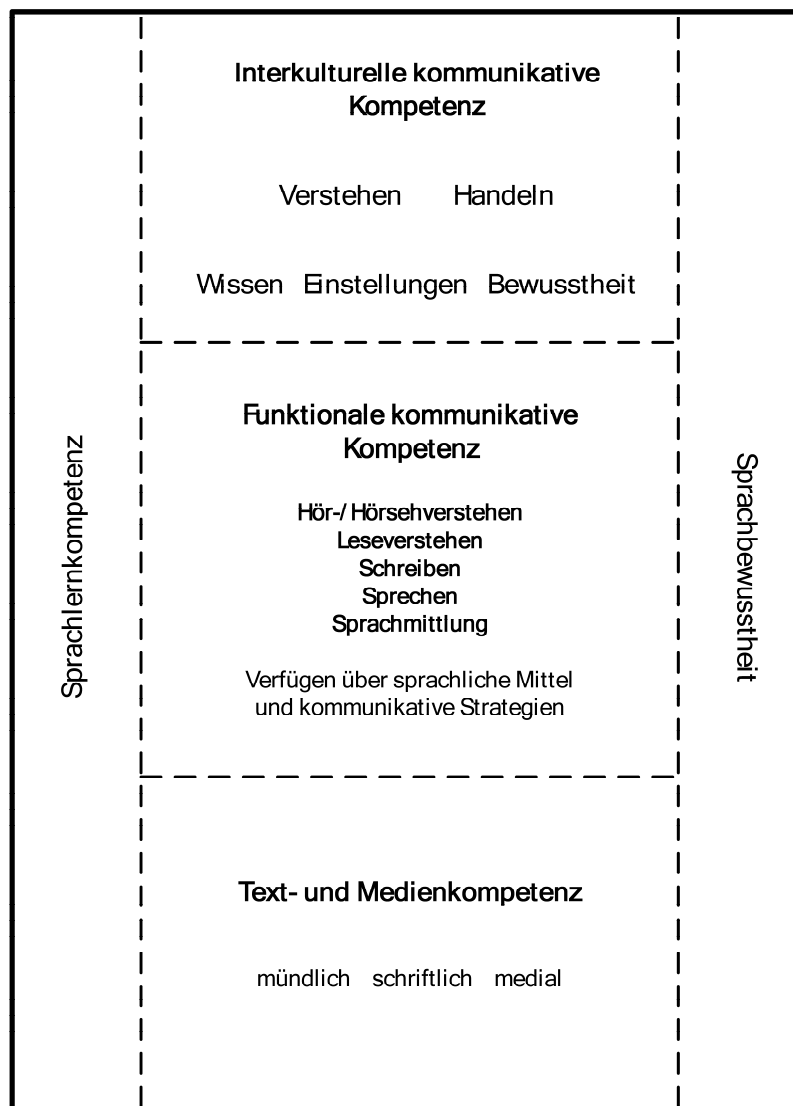 Interkulturelle kommunikative
Kompetenz
Verstehen Handeln
Wissen Einstellungen Bewusstheit
Funktionale kommunikative
Kompetenz
Hör-/ Hörsehverstehen
Leseverstehen
Schreiben
Sprechen
Sprachmittlung
Verfügen über sprachliche Mittel
und kommunikative Strategien
Text- und Medienkompetenz
mündlich schriftlich medial
Sprachlernkompetenz
Sprachbewusstheit